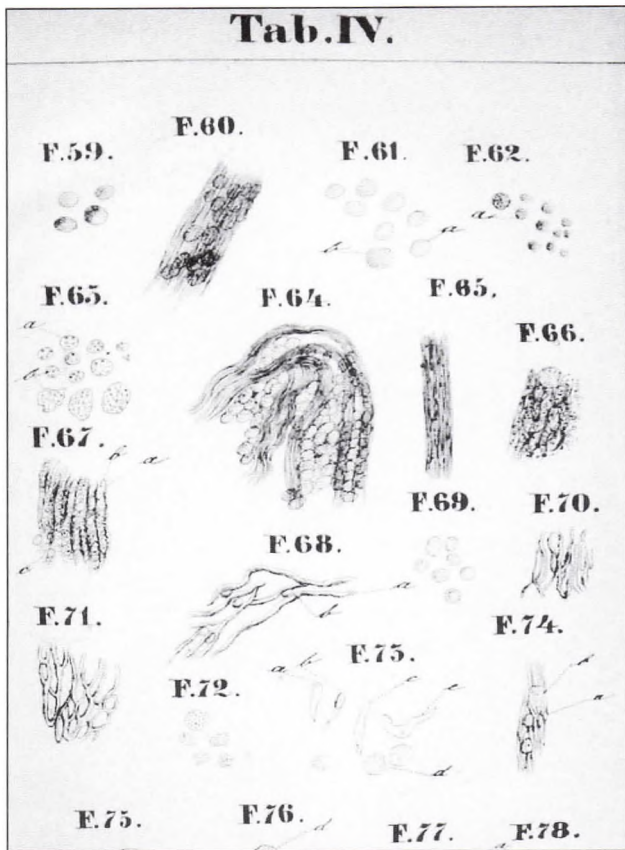 Tab.IV.
F.59.
F.60.
F.61.
F.62.
a
a
b
F.65.
F.64.
F.65.
F.66.
a
b
F.67.
b a
c
F.69.
F.70.
F.68.
a
b
F.71.
F.74.
F.72.
F.75.
a b
c
b
a
d
F.75.
F.76.
d
F.77.
F.78.
a